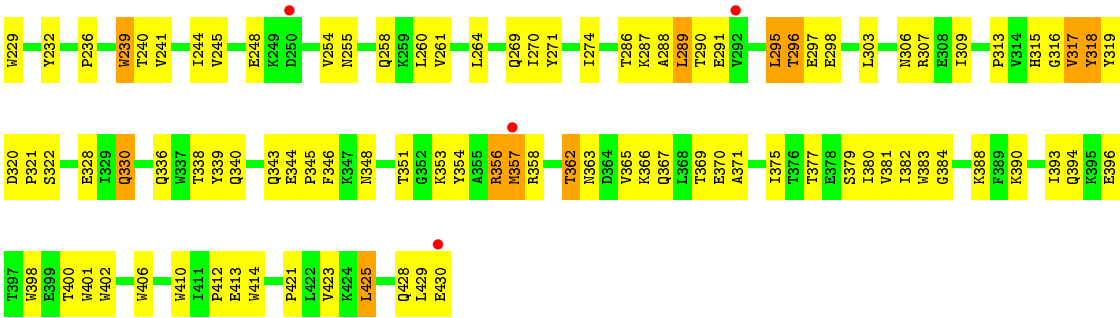 W229 Y232 P236 W239 T240 V241 I244 V245 E248 K249 D250 V254 N255 Q258 K259 L260 V261 L264 Q269 I270 Y271 I274 T286 K287 A288 L289 T290 E291 V292 L295 T296 E297 E298 L303 N306 R307 E308 I309 P313 V314 H315 G316 V317 Y318 Y319
D320 P321 S322 E328 I329 Q330 Q336 W337 T338 Y339 Q340 Q343 E344 P345 F346 K347 N348 T351 G352 K353 Y354 A355 R356 M357 R358 T362 N363 D364 V365 K366 Q367 L368 T369 E370 A371 I375 T376 T377 E378 S379 I380 V381 I382 W383 G384 K388 F389 K390 I393 Q394 K395 E396
T397 W398 E399 T400 W401 W402 W406 W410 I411 P412 E413 W414 P421 L422 V423 K424 L425 Q428 L429 E430